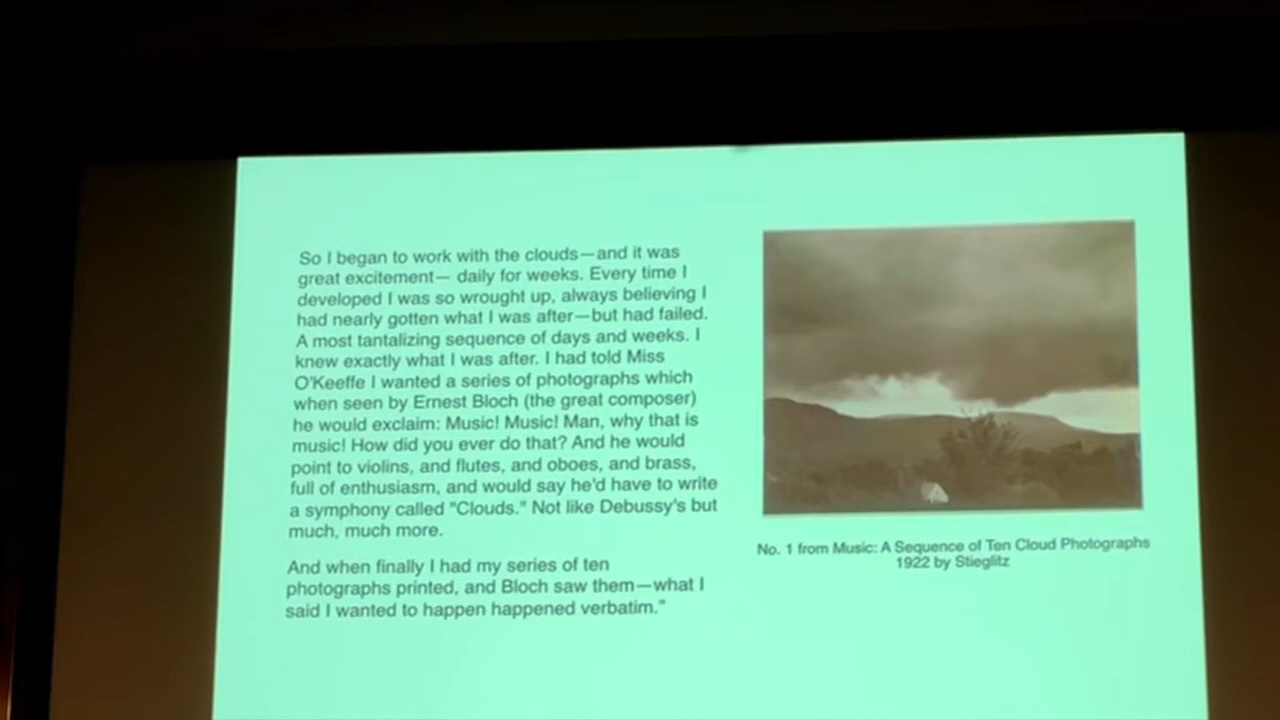 So I began to work with the clouds—and it was
great excitement— daily for weeks. Every time I
developed I was so wrought up, always believing I
had nearly gotten what I was after—but had failed.
A most tantalizing sequence of days and weeks. I
knew exactly what I was after. I had told Miss
O'Keeffe I wanted a series of photographs which
when seen by Ernest Bloch (the great composer)
he would exclaim: Music! Music! Man, why that is
music! How did you ever do that? And he would
point to violins, and flutes, and oboes, and brass,
full of enthusiasm, and would say he'd have to write
a symphony called "Clouds." Not like Debussy's but
much, much more.
And when finally I had my series of ten
photographs printed, and Bloch saw them—what I
said I wanted to happen happened verbatim."
No. 1 from Music: A Sequence of Ten Cloud Photographs
1922 by Stieglitz